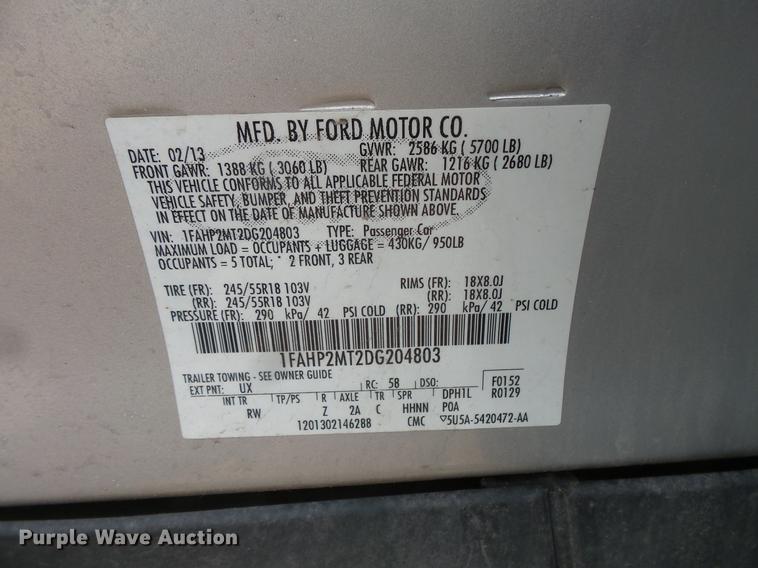 MFD. BY FORD MOTOR CO.
DATE: 02/13 GVWR: 2586 KG ( 5700 LB)
FRONT GAWR: 1388 KG ( 3060 LB) REAR GAWR: 1216 KG ( 2680 LB)
THIS VEHICLE CONFORMS TO ALL APPLICABLE FEDERAL MOTOR
VEHICLE SAFETY, BUMPER, AND THEFT PREVENTION STANDARDS
IN EFFECT ON THE DATE OF MANUFACTURE SHOWN ABOVE.
VIN: 1FAHP2MT2DG204803 TYPE: Passenger Car
MAXIMUM LOAD = OCCUPANTS + LUGGAGE = 430KG/ 950LB
OCCUPANTS = 5 TOTAL; 2 FRONT, 3 REAR
TIRE (FR): 245/55R18 103V RIMS (FR): 18X8.0J
(RR): 245/55R18 103V (RR): 18X8.0J
PRESSURE (FR): 290 kPa/ 42 PSI COLD (RR): 290 kPa/ 42 PSI COLD
1FAHP2MT2DG204803
TRAILER TOWING - SEE OWNER GUIDE
EXT PNT: UX RC: 58 DSO: F0152
INT TR TP/PS R AXLE TR SPR DPH1L R0129
RW Z 2A C HHNN POA
12013021462BB CMC ▽5U5A-5420472-AA
Purple Wave Auction